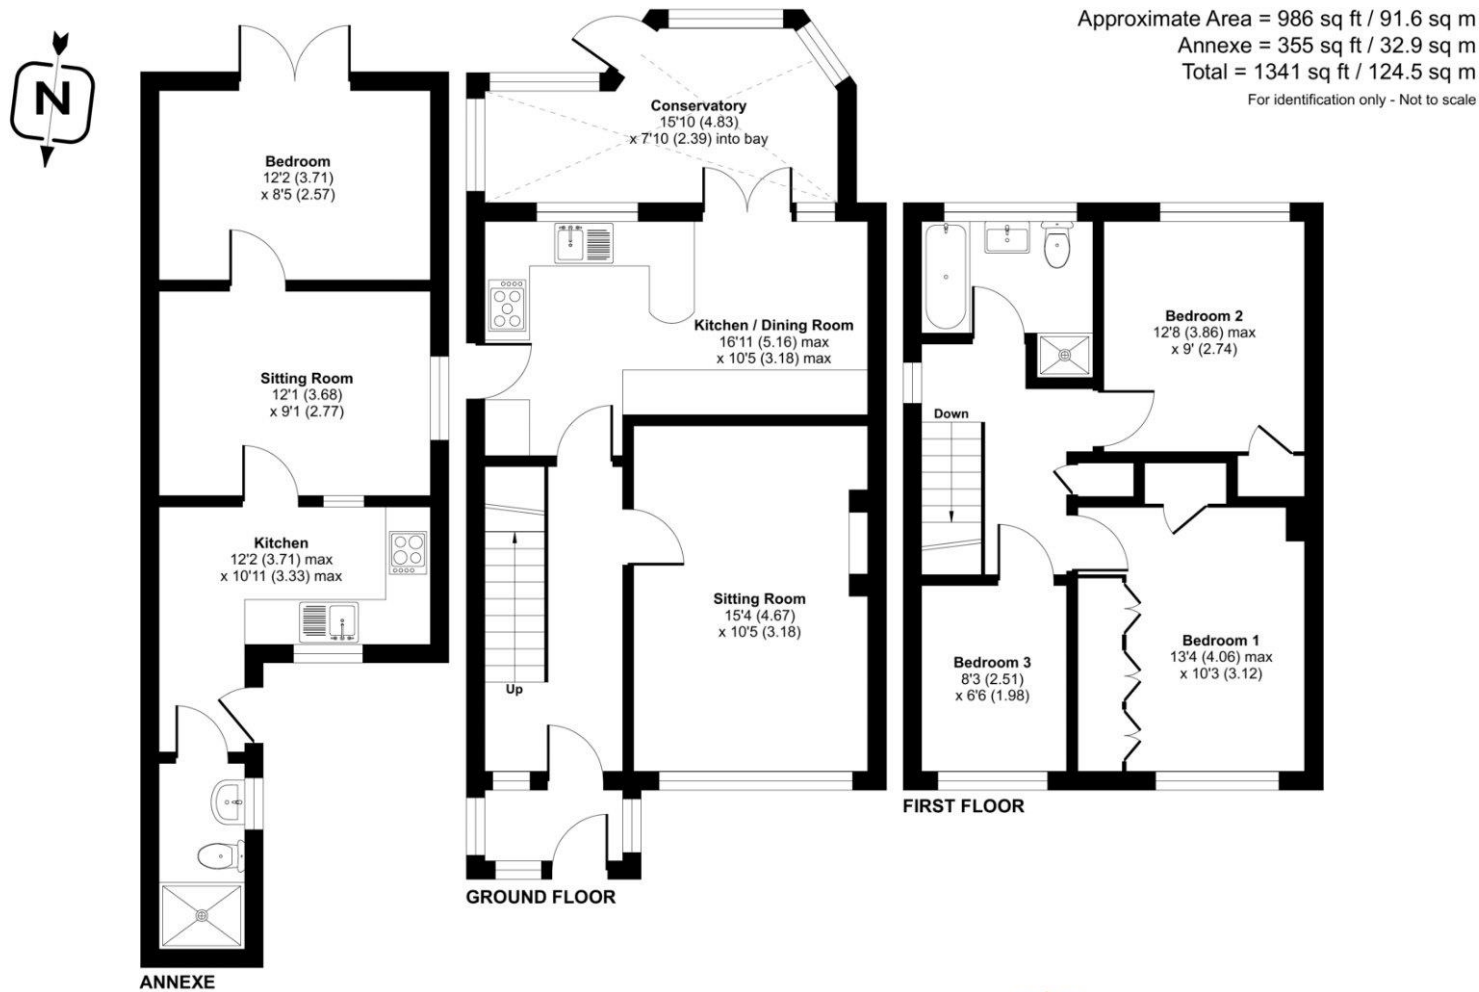 Approximate Area = 986 sq ft / 91.6 sq m
Annexe = 355 sq ft / 32.9 sq m
Total = 1341 sq ft / 124.5 sq m
For identification only - Not to scale
N
Bedroom
12'2 (3.71)
x 8'5 (2.57)
Sitting Room
12'1 (3.68)
x 9'1 (2.77)
Kitchen
12'2 (3.71) max
x 10'11 (3.33) max
ANNEXE
Conservatory
15'10 (4.83)
x 7'10 (2.39) into bay
Kitchen / Dining Room
16'11 (5.16) max
x 10'5 (3.18) max
Sitting Room
15'4 (4.67)
x 10'5 (3.18)
Up
GROUND FLOOR
Bedroom 2
12'8 (3.86) max
x 9' (2.74)
Down
Bedroom 3
8'3 (2.51)
x 6'6 (1.98)
Bedroom 1
13'4 (4.06) max
x 10'3 (3.12)
FIRST FLOOR